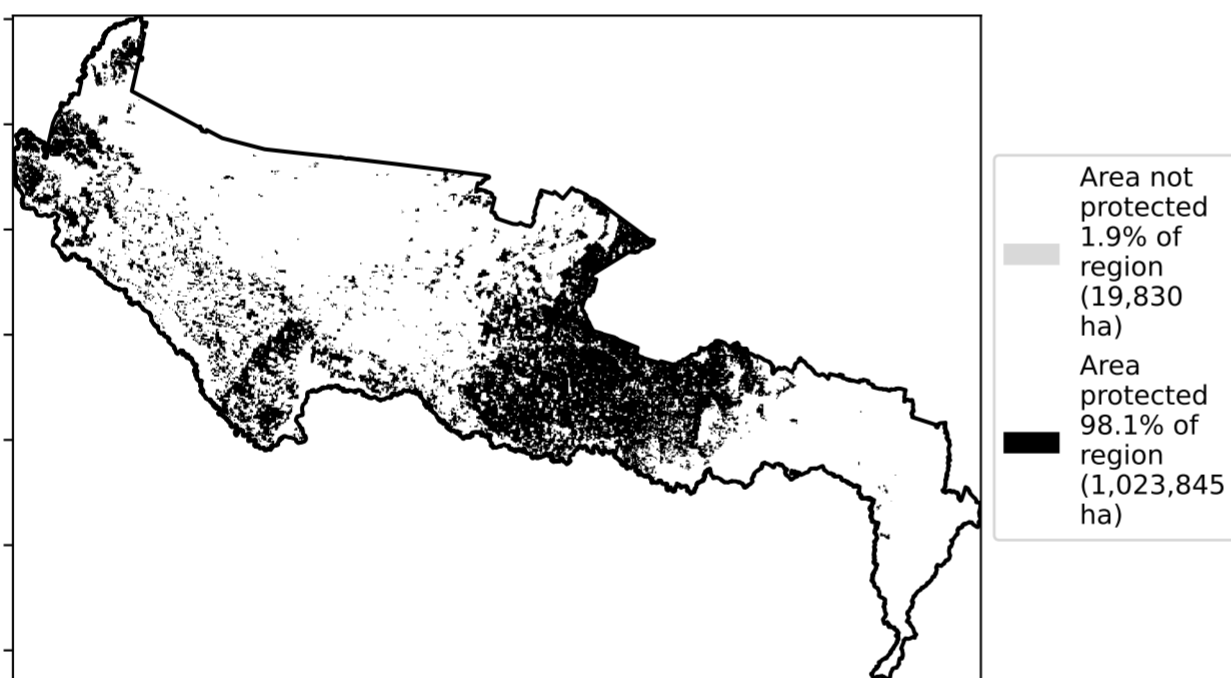 Area not
protected
1.9% of
region
(19,830
ha)
Area
protected
98.1% of
region
(1,023,845
ha)